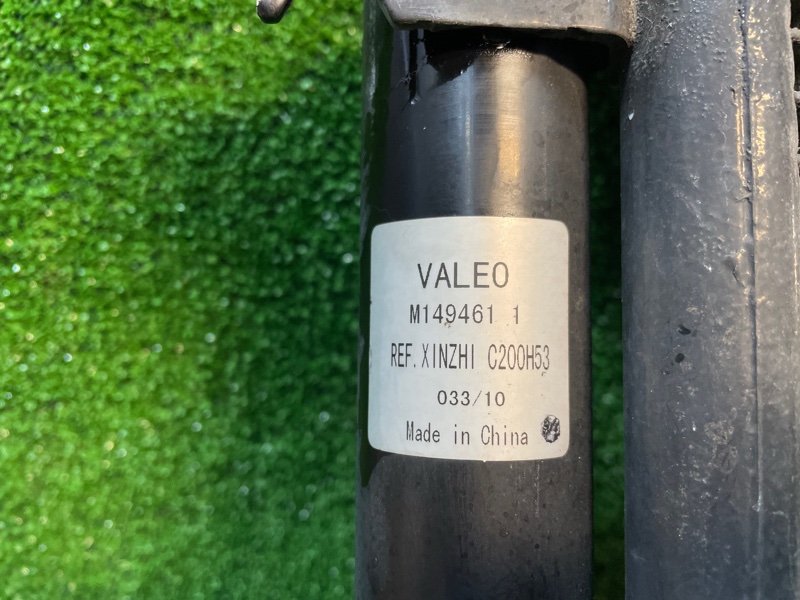 VALEO
M149461 1
REF. XINZHI C200H53
033/10
Made in China